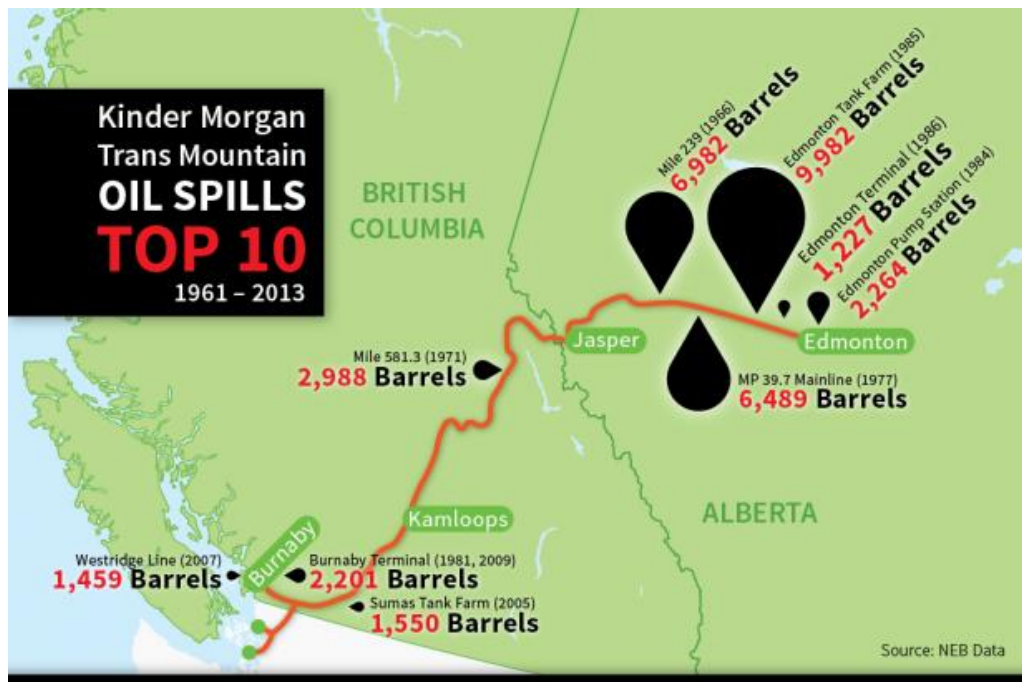 Kinder Morgan
Trans Mountain
OIL SPILLS
TOP 10
1961 – 2013
BRITISH
COLUMBIA
Mile 239 (1966)
6,982 Barrels
Edmonton Tank Farm (1985)
9,982 Barrels
Edmonton Terminal (1986)
1,227 Barrels
Edmonton Pump Station (1984)
2,264 Barrels
Jasper
Edmonton
Mile 581.3 (1971)
2,988 Barrels
MP 39.7 Mainline (1977)
6,489 Barrels
Kamloops
ALBERTA
Westridge Line (2007)
1,459 Barrels
Burnaby
Burnaby Terminal (1981, 2009)
2,201 Barrels
Sumas Tank Farm (2005)
1,550 Barrels
Source: NEB Data